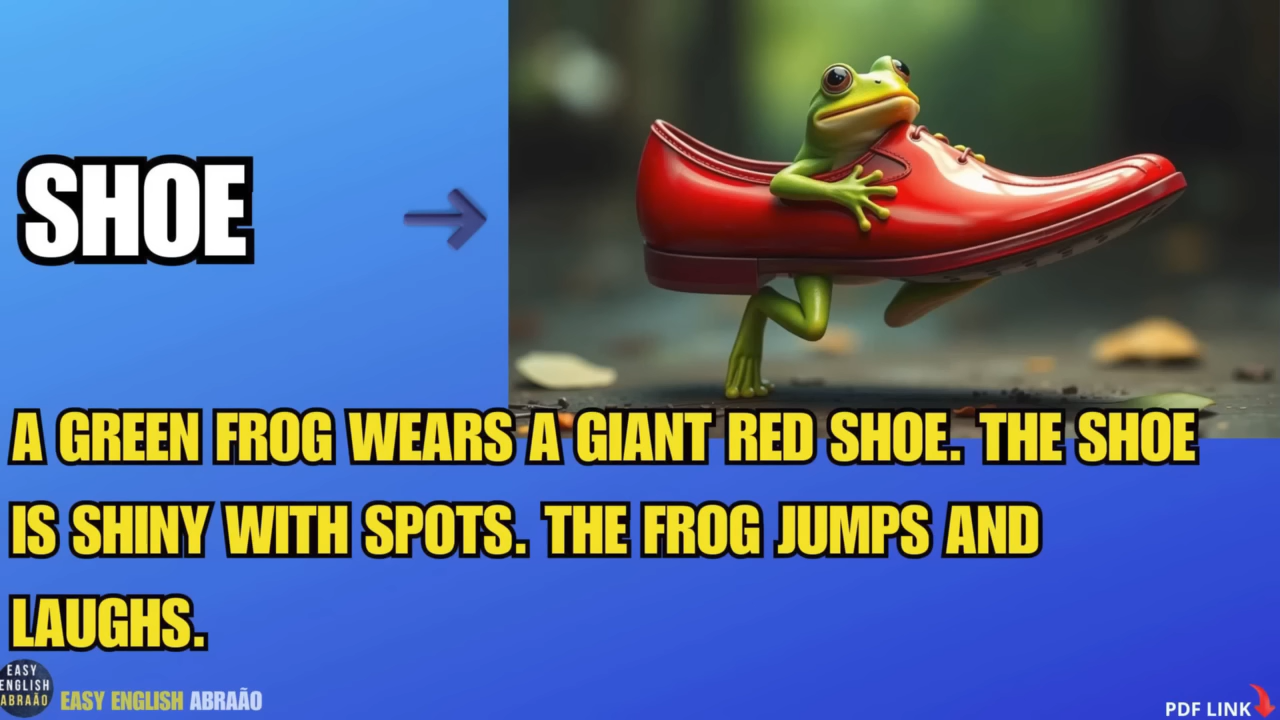 SHOE
A GREEN FROG WEARS A GIANT RED SHOE. THE SHOE
IS SHINY WITH SPOTS. THE FROG JUMPS AND
LAUGHS.
EASY
ENGLISH
ABRAÃO
EASY ENGLISH ABRAÃO
PDF LINK